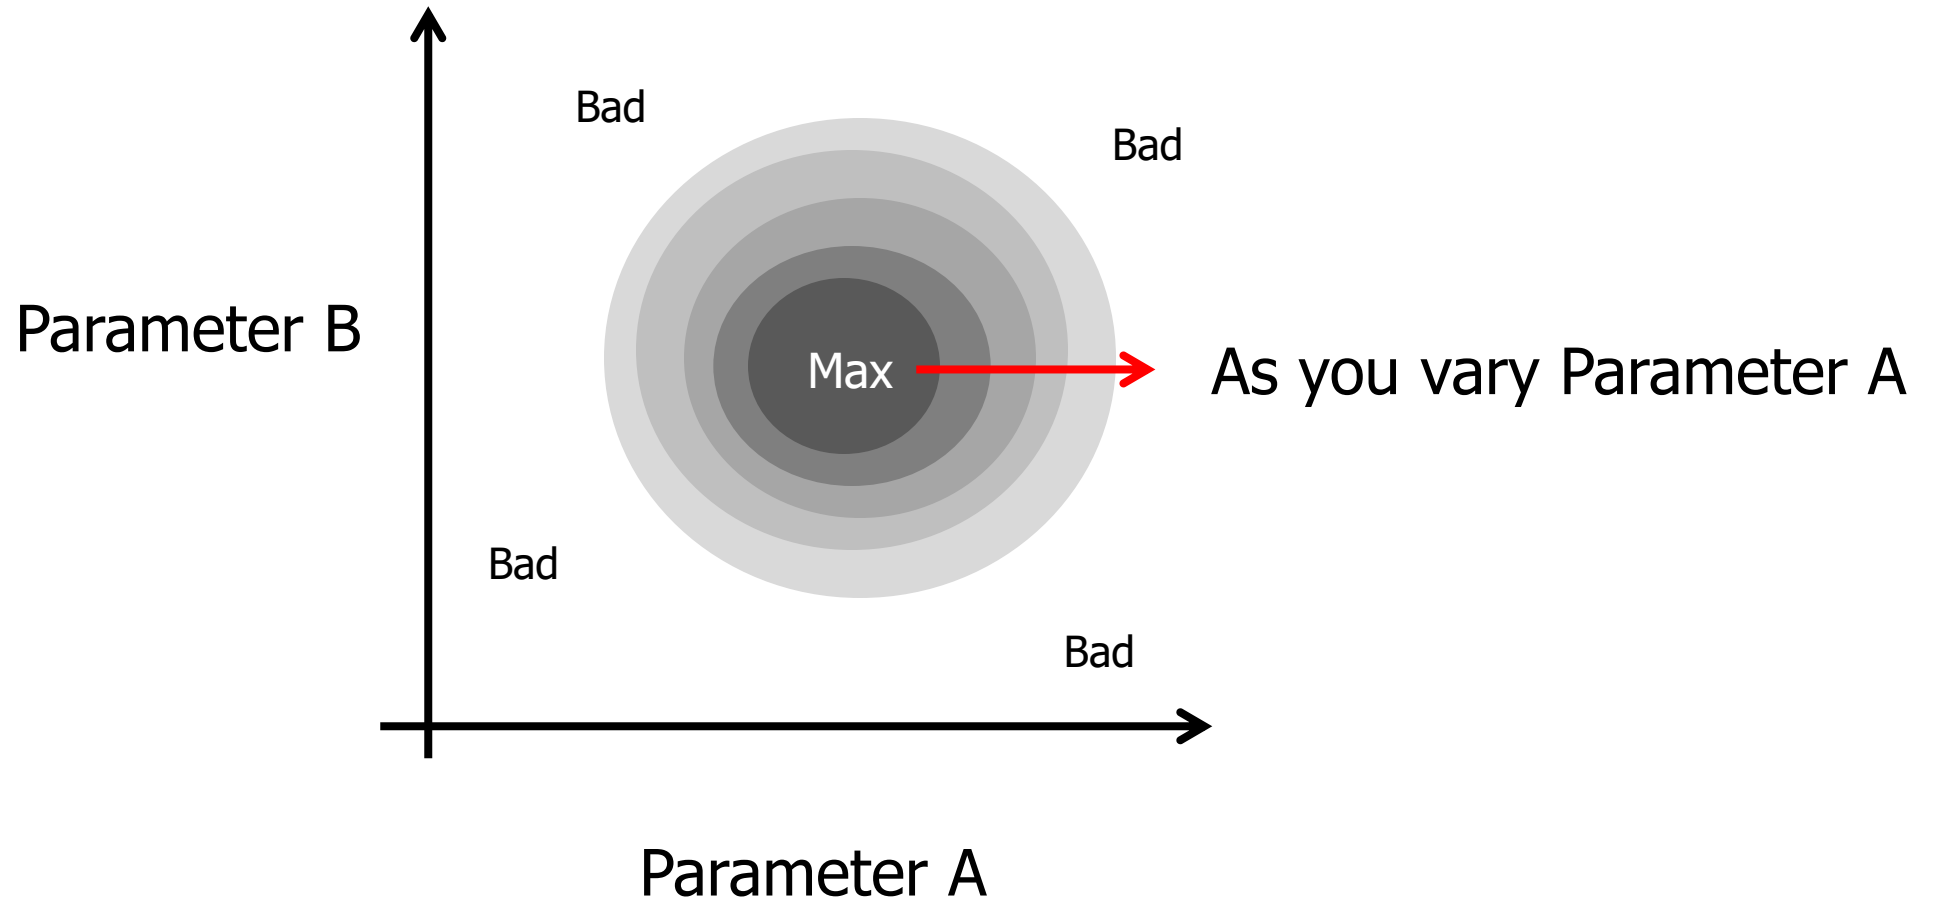 Bad
Bad
Parameter B
Max
As you vary Parameter A
Bad
Bad
Parameter A